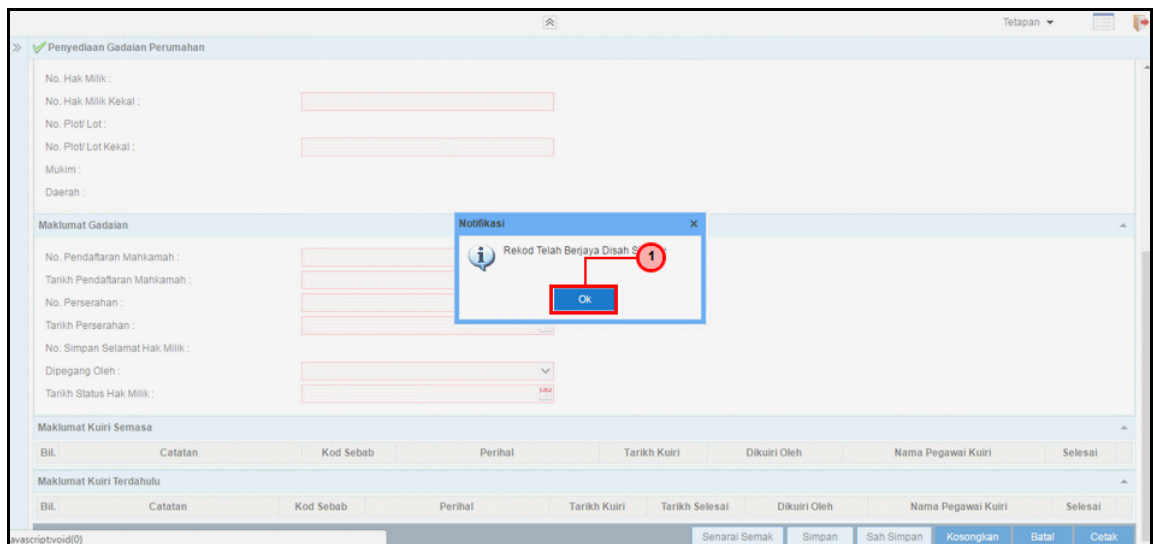 Tetapan
Penyediaan Gadaian Perumahan
No. Hak Milik :
No. Hak Milik Kekal :
No. Plot/ Lot :
No. Plot/ Lot Kekal :
Mukim :
Daerah :
Maklumat Gadaian
No. Pendaftaran Mahkamah :
Tarikh Pendaftaran Mahkamah :
No. Perserahan :
Tarikh Perserahan :
No. Simpan Selamat Hak Milik :
Dipegang Oleh :
Tarikh Status Hak Milik :
Notifikasi
Rekod Telah Berjaya Disah
1
Ok
Maklumat Kuiri Semasa
Bil. Catatan Kod Sebab Perihal Tarikh Kuiri Dikuiri Oleh Nama Pegawai Kuiri Selesai
Maklumat Kuiri Terdahulu
Bil. Catatan Kod Sebab Perihal Tarikh Kuiri Tarikh Selesai Dikuiri Oleh Nama Pegawai Kuiri Selesai
avascript:void(0) Senarai Semak Simpan Sah Simpan Kosongkan Batal Cetak